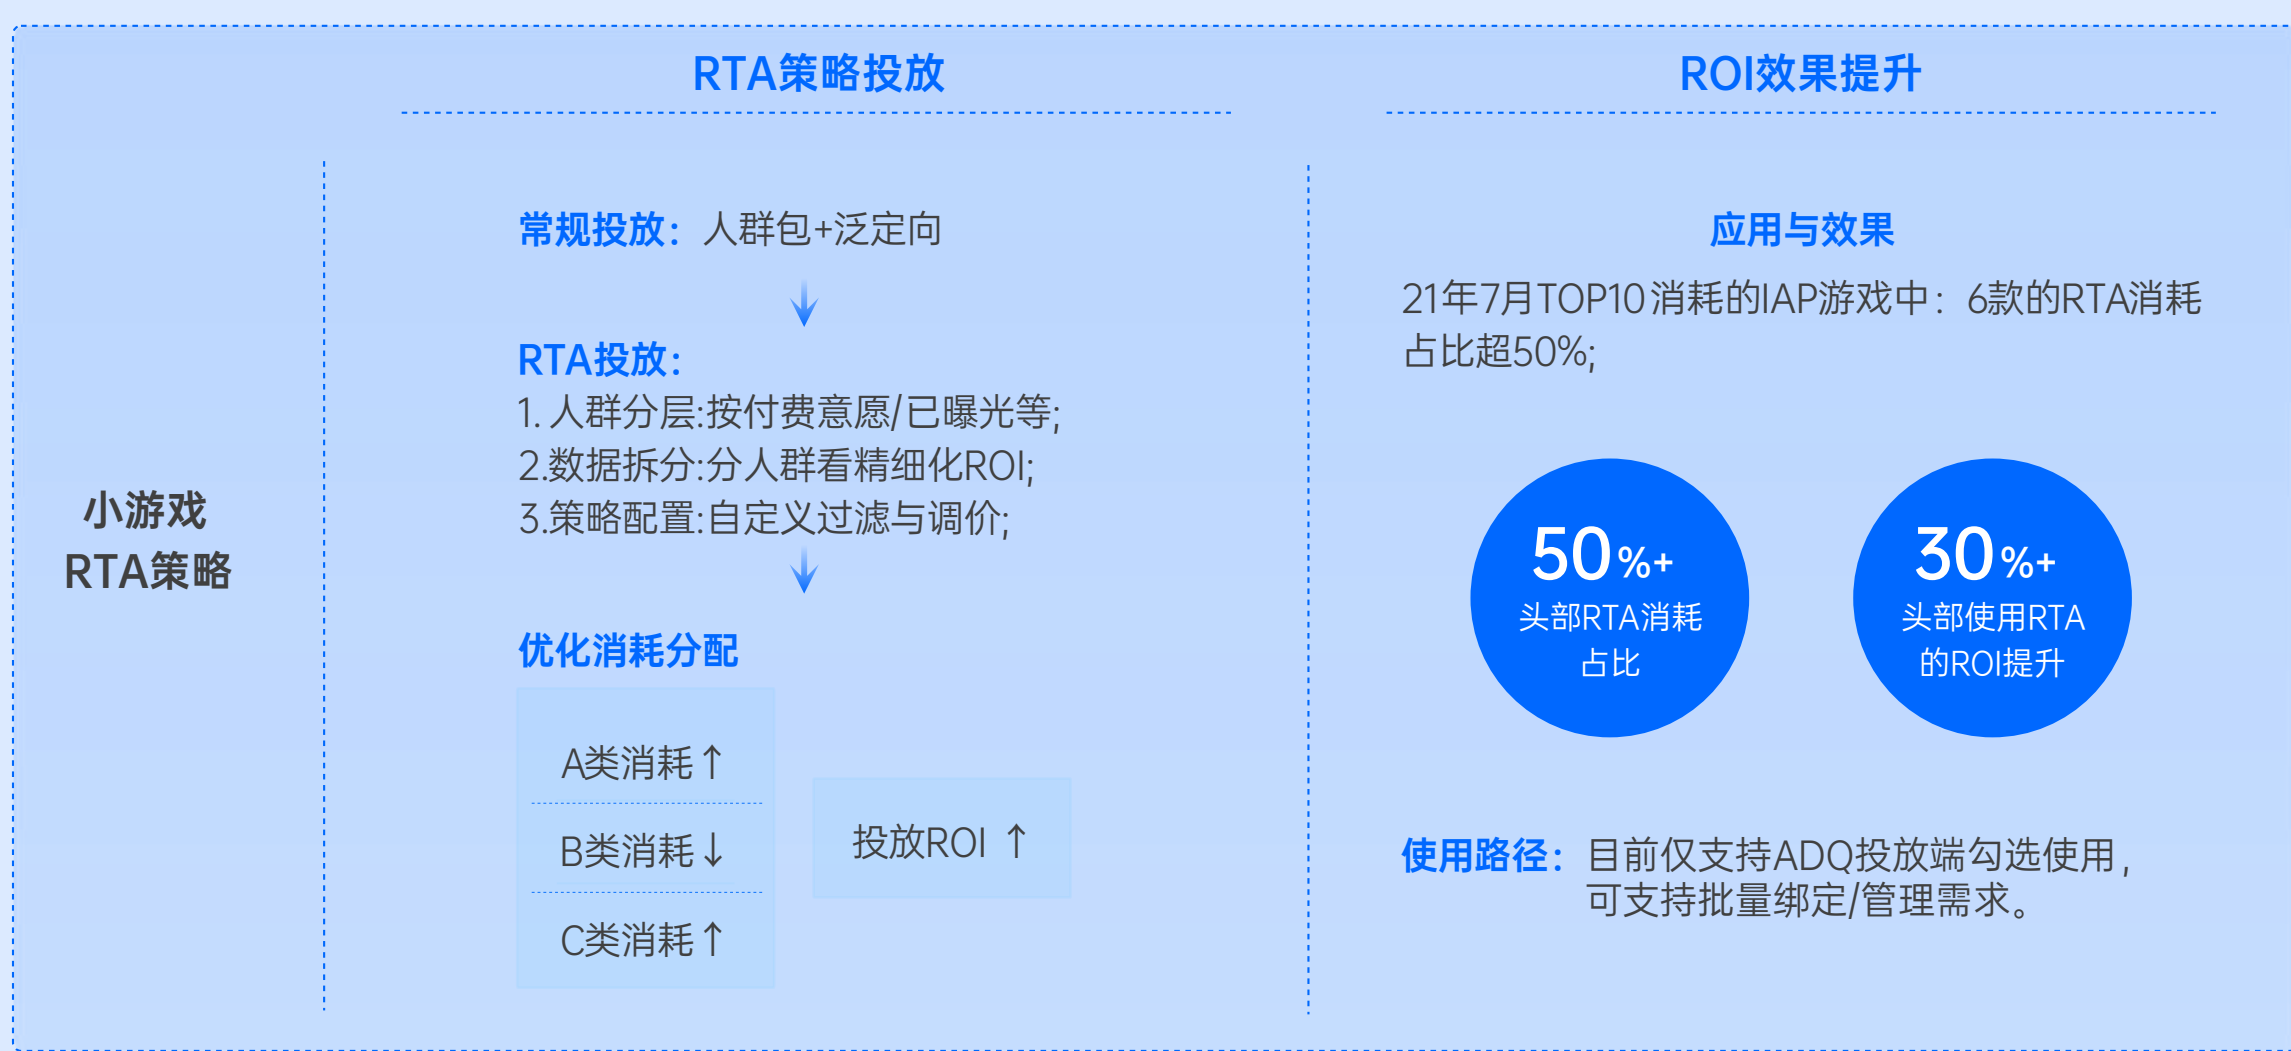 RTA策略投放
ROI效果提升
小游戏
RTA策略
常规投放：人群包+泛定向
RTA投放：
1. 人群分层:按付费意愿/已曝光等;
2.数据拆分:分人群看精细化ROI;
3.策略配置:自定义过滤与调价;
优化消耗分配
A类消耗↑
B类消耗↓
C类消耗↑
投放ROI ↑
应用与效果
21年7月TOP10消耗的IAP游戏中：6款的RTA消耗
占比超50%;
50%+
头部RTA消耗
占比
30%+
头部使用RTA
的ROI提升
使用路径：目前仅支持ADQ投放端勾选使用，
可支持批量绑定/管理需求。